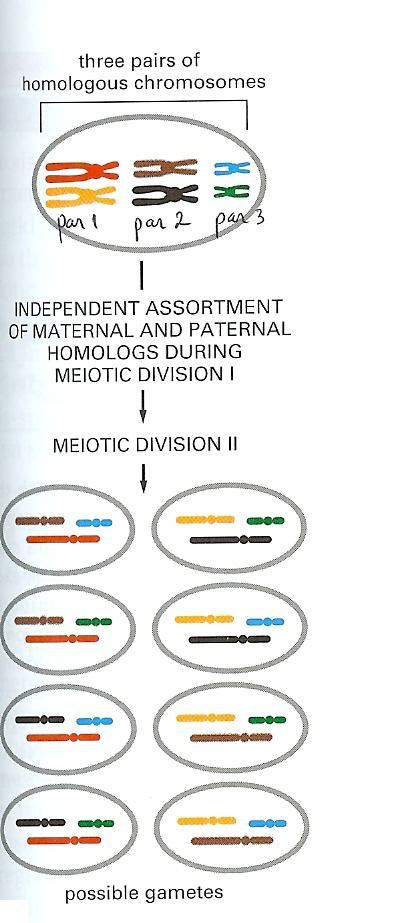 three pairs of
homologous chromosomes
par 1 par 2 par 3
INDEPENDENT ASSORTMENT
OF MATERNAL AND PATERNAL
HOMOLOGS DURING
MEIOTIC DIVISION I
MEIOTIC DIVISION II
possible gametes